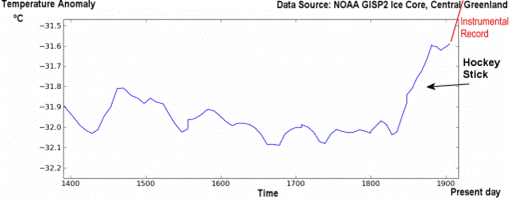 Temperature Anomaly
Data Source: NOAA GISP2 Ice Core, Central/Greenland
°C
Instrumental
Record
Hockey
Stick
−31.5
−31.6
−31.7
−31.8
−31.9
−32.0
−32.1
−32.2
1400
1500
1600
1700
1800
1900
Time
Present day